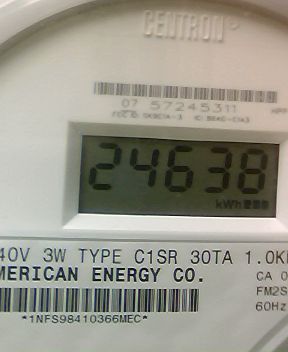 CENTRON®
07 57245311
24638
kWh
40V 3W TYPE C1SR 30TA 1.0K
MERICAN ENERGY CO.
CA 0
FM2S
60Hz
*1NFS98410366MEC*